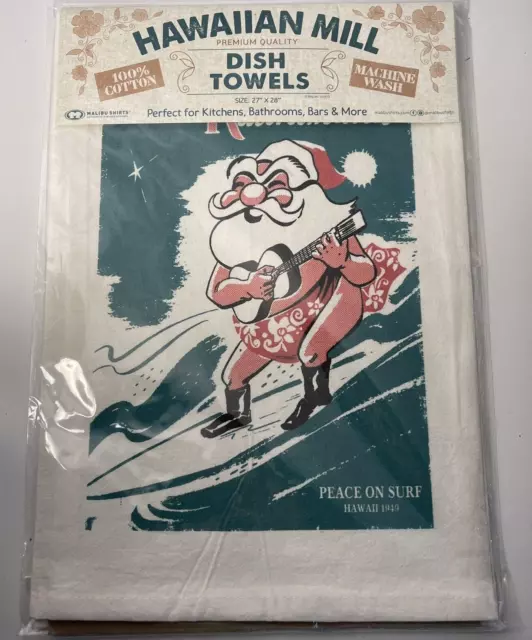 HAWAIIAN MILL
PREMIUM QUALITY
100%
COTTON
DISH
TOWELS
MACHINE
WASH
SIZE: 27" X 28"
MALIBU SHIRTS
Perfect for Kitchens, Bathrooms, Bars & More
PEACE ON SURF
HAWAII 1940